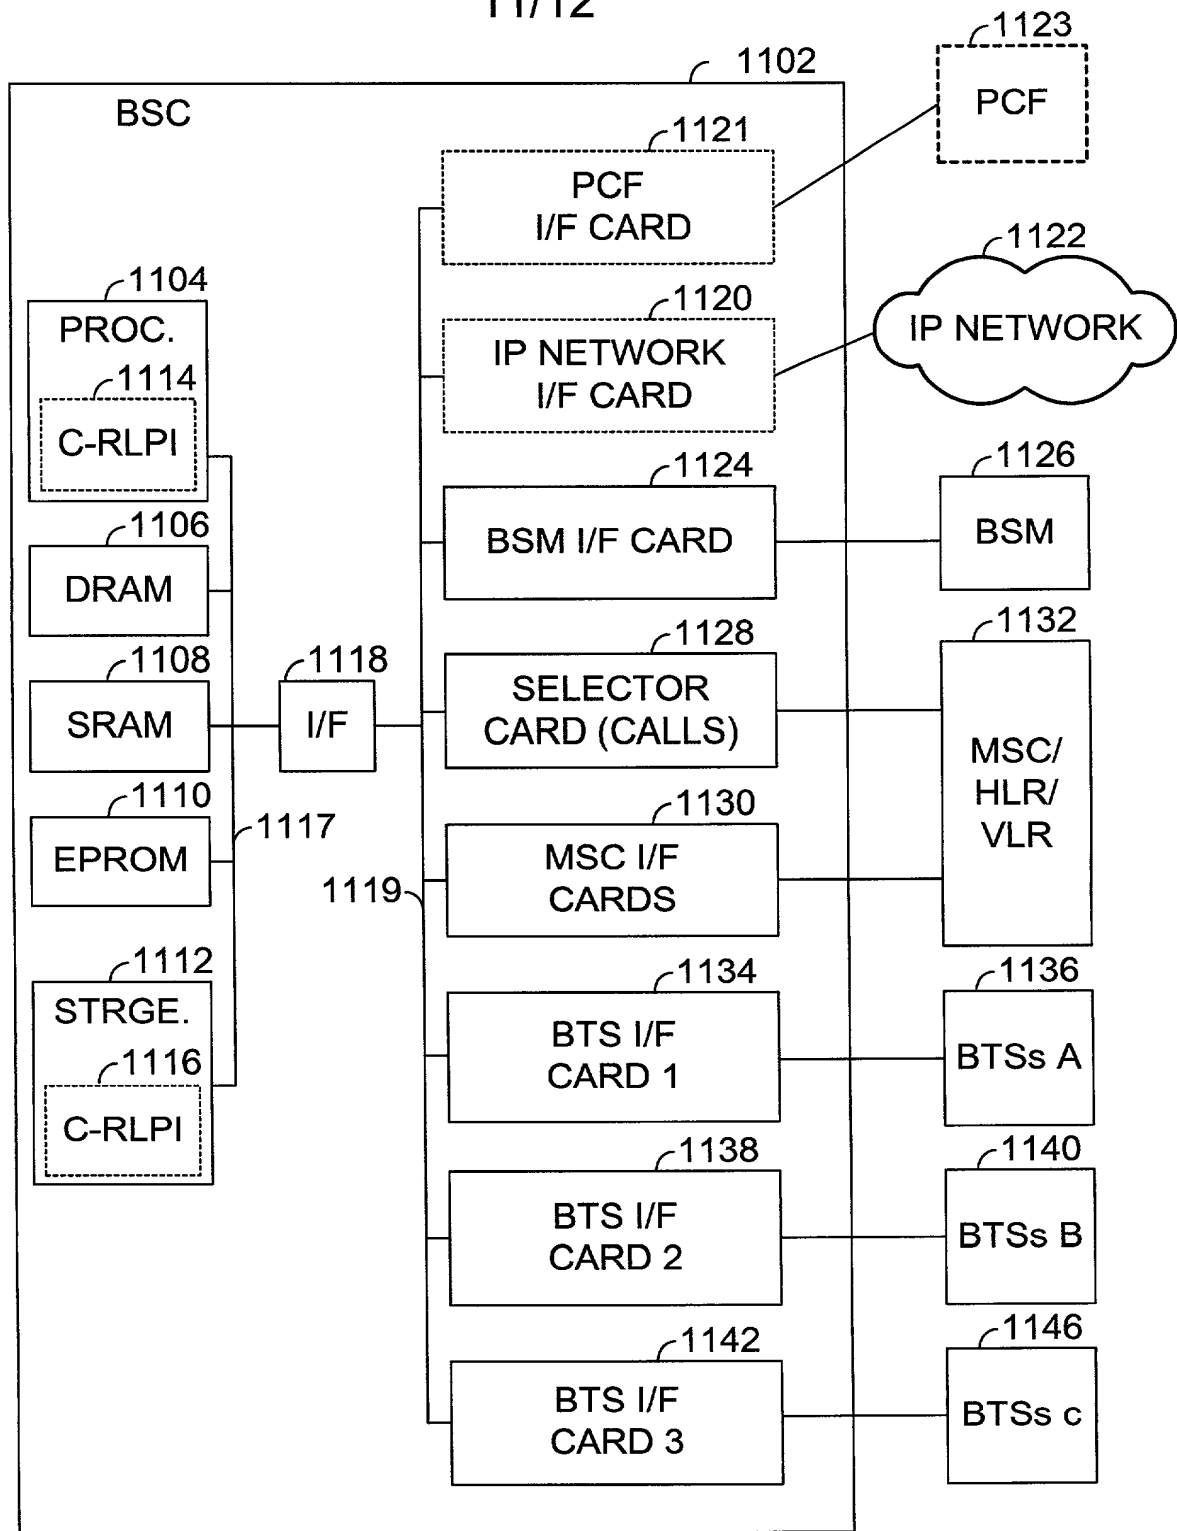 11/12
1123
PCF
1102
BSC
1121
PCF
I/F CARD
1122
IP NETWORK
1104
PROC.
1114
C-RLPI
1120
IP NETWORK
I/F CARD
1124
BSM I/F CARD
1126
BSM
1106
DRAM
1128
SELECTOR
CARD (CALLS)
1132
MSC/
HLR/
VLR
1108
SRAM
1118
I/F
1110
EPROM
1117
1130
MSC I/F
CARDS
1119
1112
STRGE.
1116
C-RLPI
1134
BTS I/F
CARD 1
1136
BTSs A
1138
BTS I/F
CARD 2
1140
BTSs B
1142
BTS I/F
CARD 3
1146
BTSs c